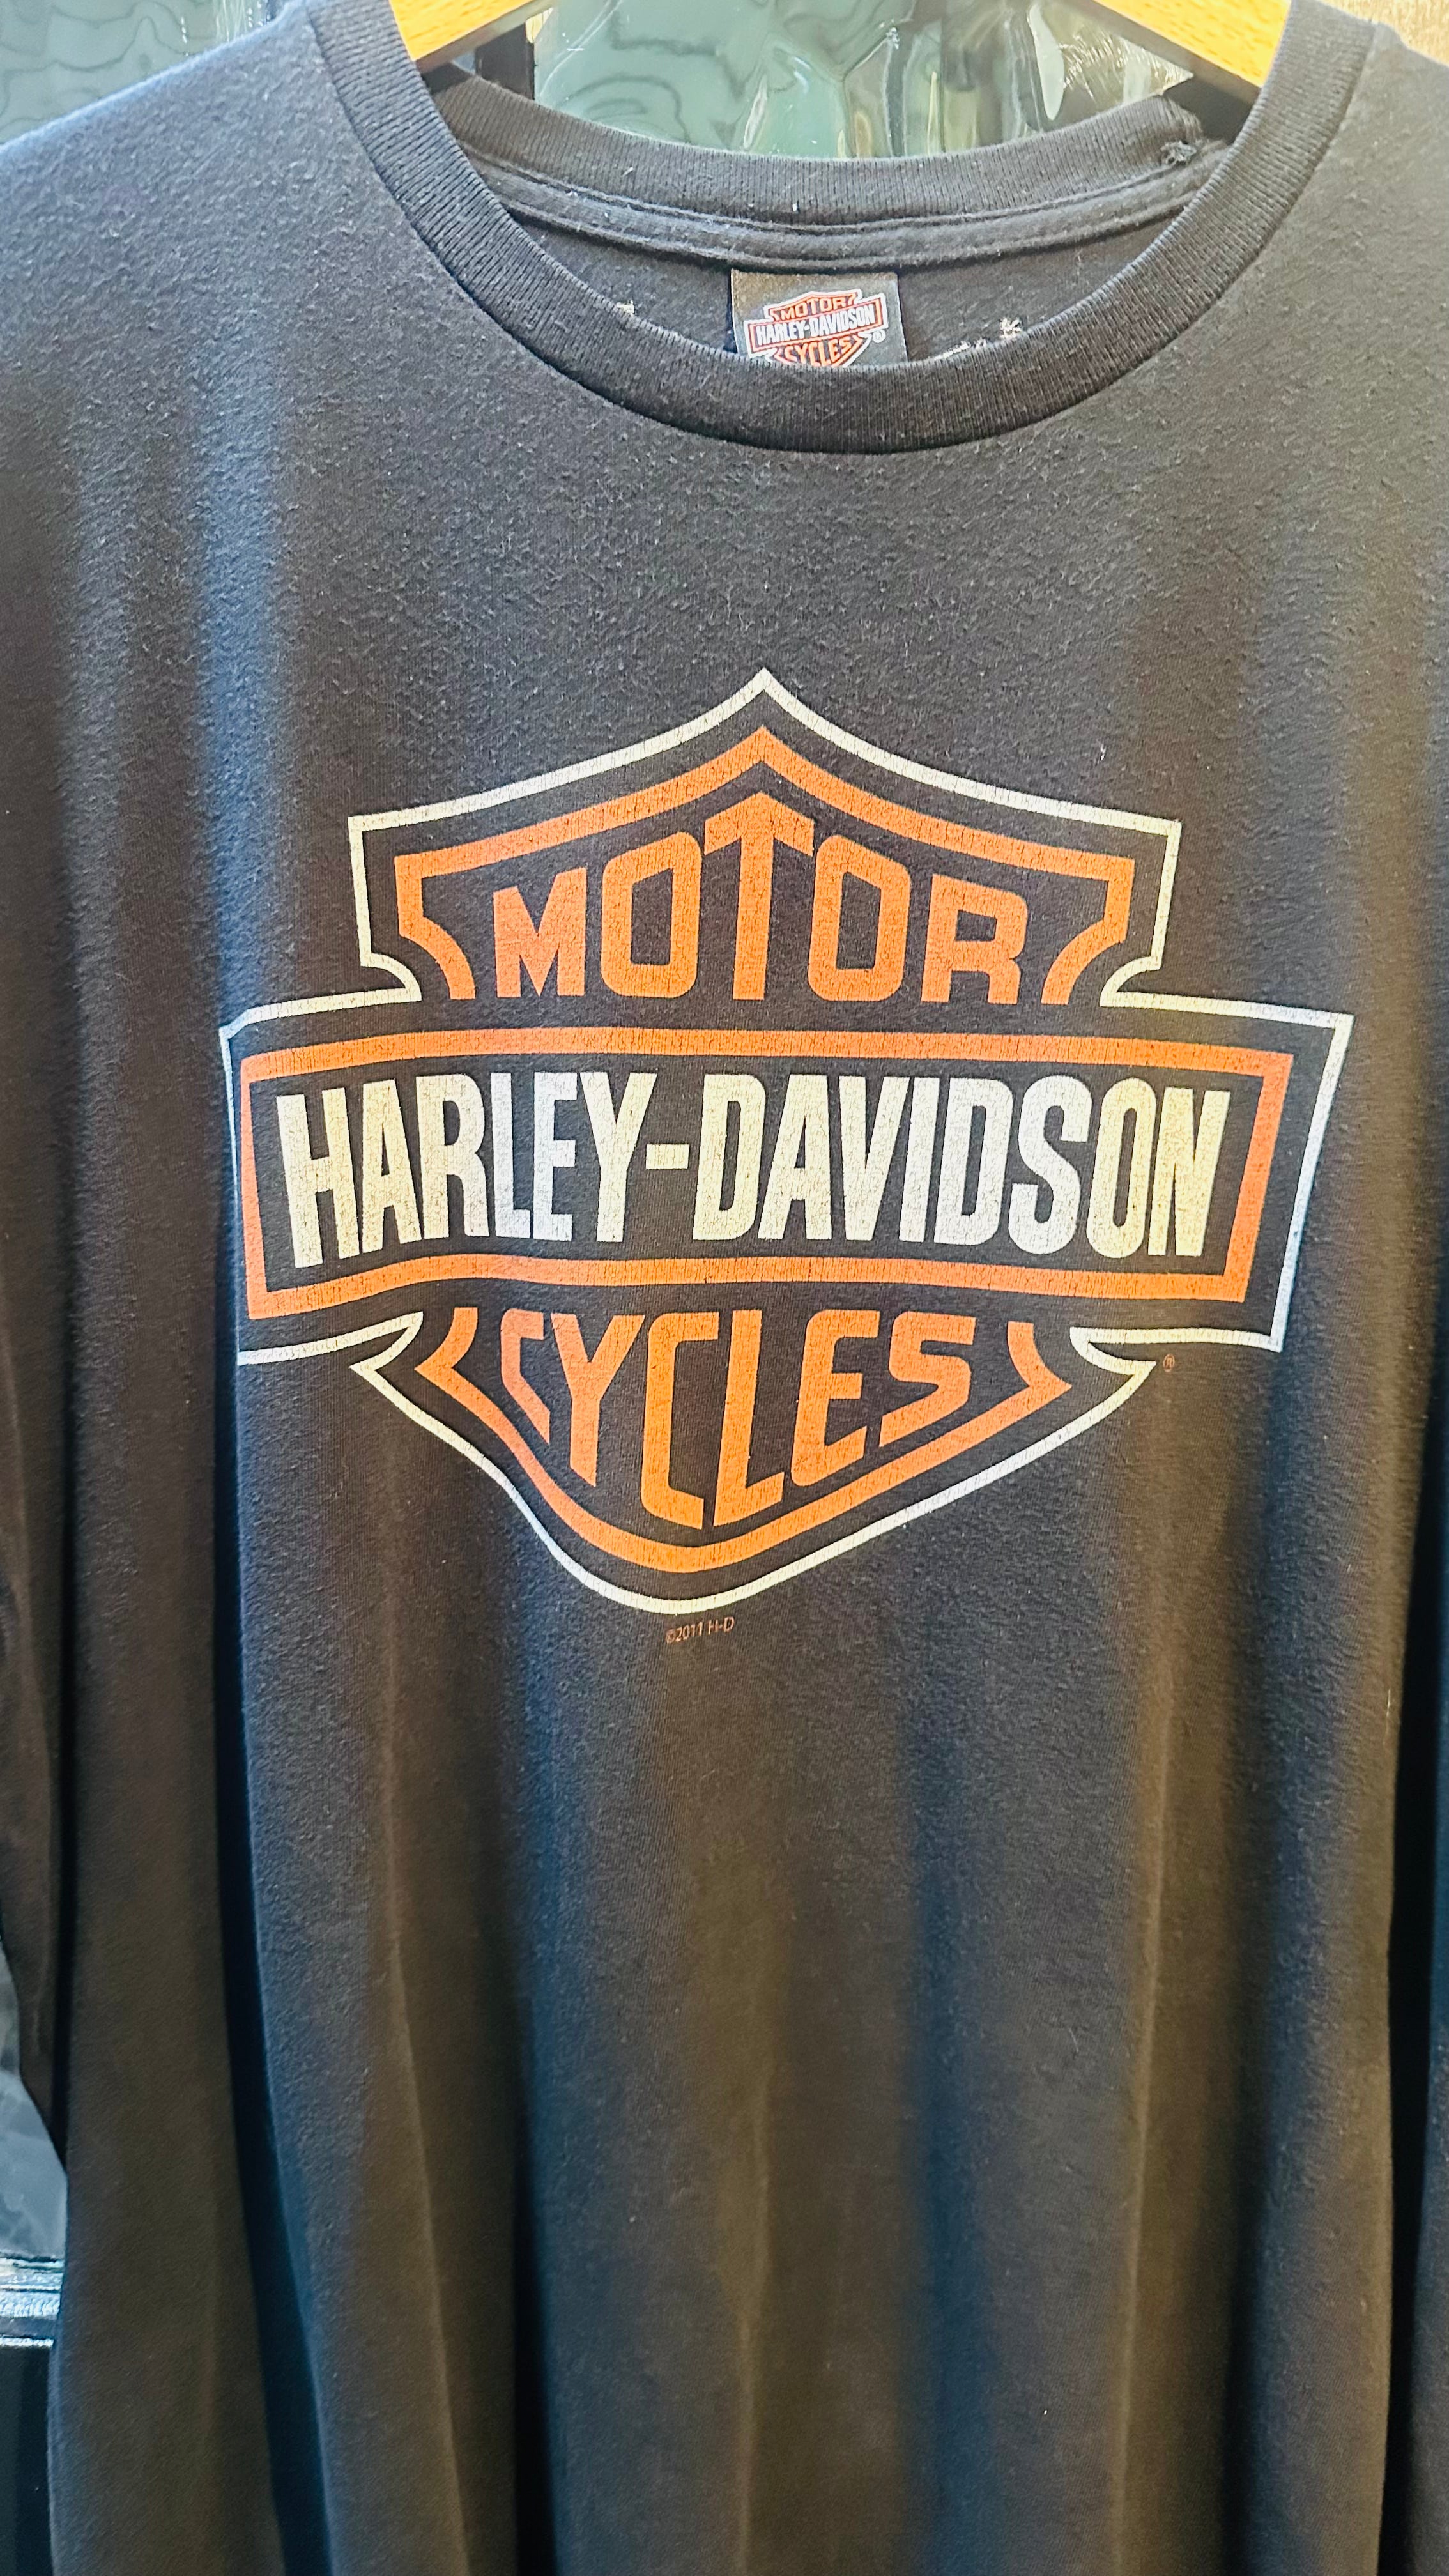 MOTOR
HARLEY-DAVIDSON®
CYCLES
MOTOR
HARLEY-DAVIDSON
CYCLES
®
©2011 H-D